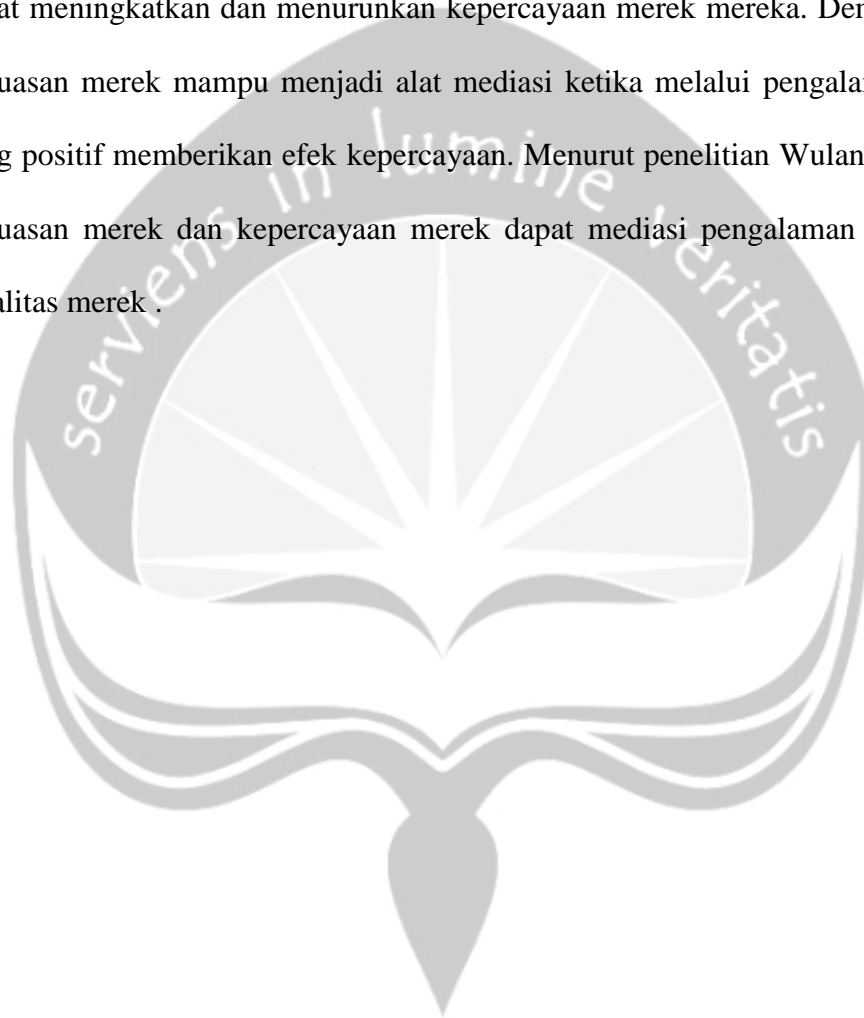 at meningkatkan dan menurunkan kepercayaan merek mereka. Den
uasan merek mampu menjadi alat mediasi ketika melalui pengala
g positif memberikan efek kepercayaan. Menurut penelitian Wulan
uasan merek dan kepercayaan merek dapat mediasi pengalaman
alitas merek .
serviens in lumine veritatis